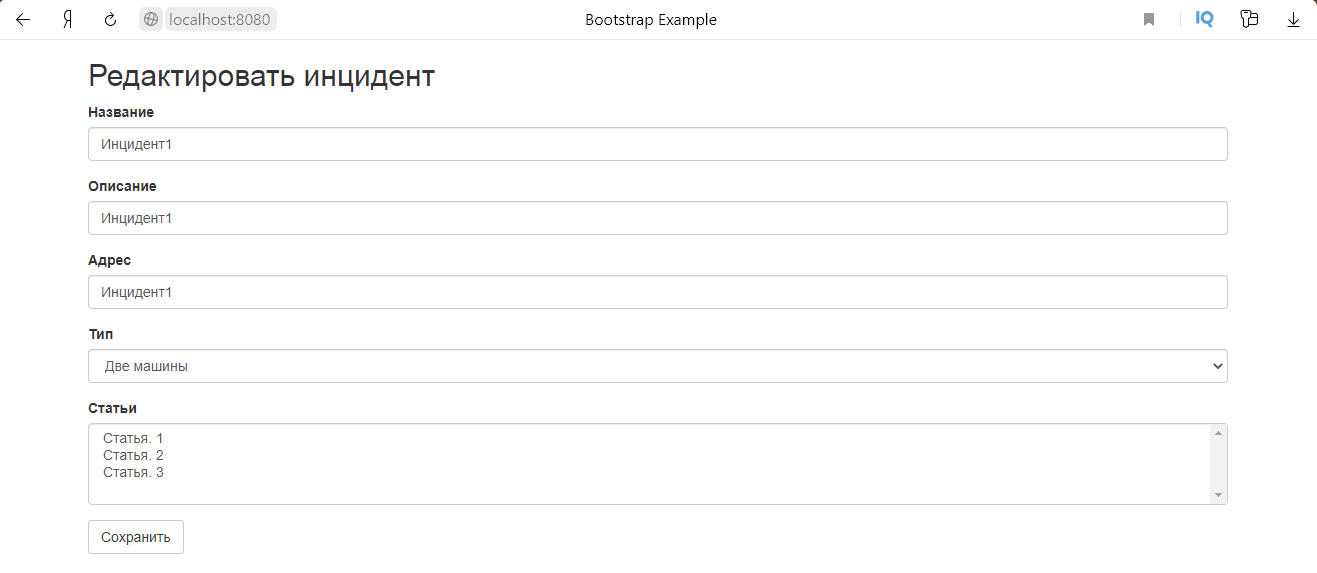 Я localhost:8080 Bootstrap Example IQ
Редактировать инцидент
Название
Инцидент1
Описание
Инцидент1
Адрес
Инцидент1
Тип
Две машины
Статьи
Статья. 1
Статья. 2
Статья. 3
Сохранить